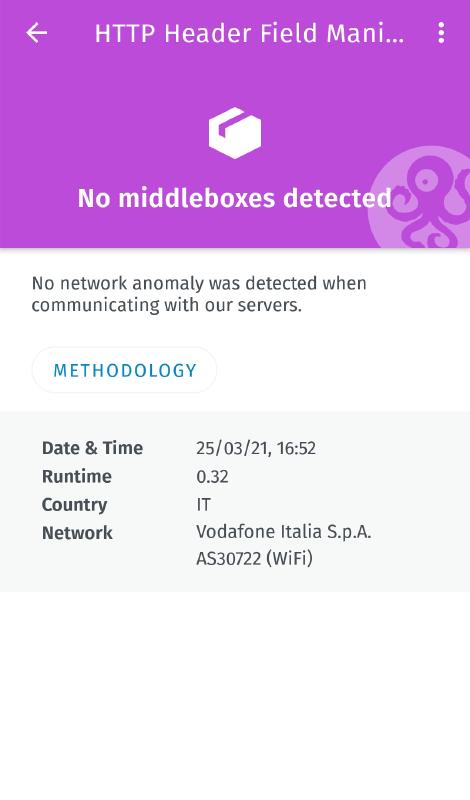 HTTP Header Field Mani...
No middleboxes detected
No network anomaly was detected when
communicating with our servers.
METHODOLOGY
Date & Time 25/03/21, 16:52
Runtime 0.32
Country IT
Network Vodafone Italia S.p.A.
AS30722 (WiFi)